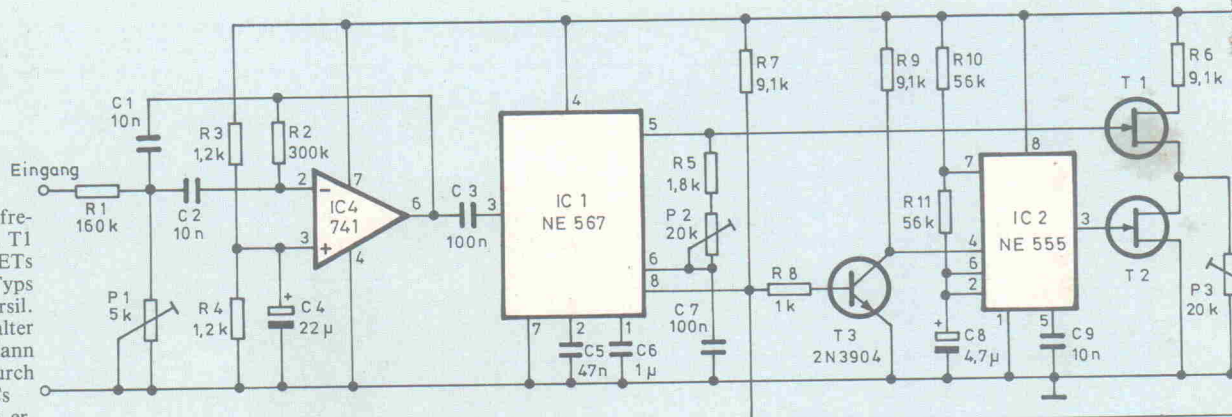 Eingang
fre-
T1
ETs
Typs
rsil.
alter
ann
urch
Cs
er
C1
10n
R1
160k
P1
5k
C2
10n
R3
1,2k
R4
1,2k
R2
300k
C4
+
22 µ
2
−
7
IC4
741
6
3
+
4
C3
100n
3
4
5
IC 1
NE 567
6
8
7
2
1
C5
47n
C6
1µ
R5
1,8k
P2
20k
C7
100n
R7
9,1k
R8
1k
T3
2N3904
R9
9,1k
R10
56k
R11
56k
+
C8
4,7µ
7
8
4
IC 2
NE 555
3
6
2
1
5
C9
10n
T 1
T 2
R6
9,1k
P3
20k